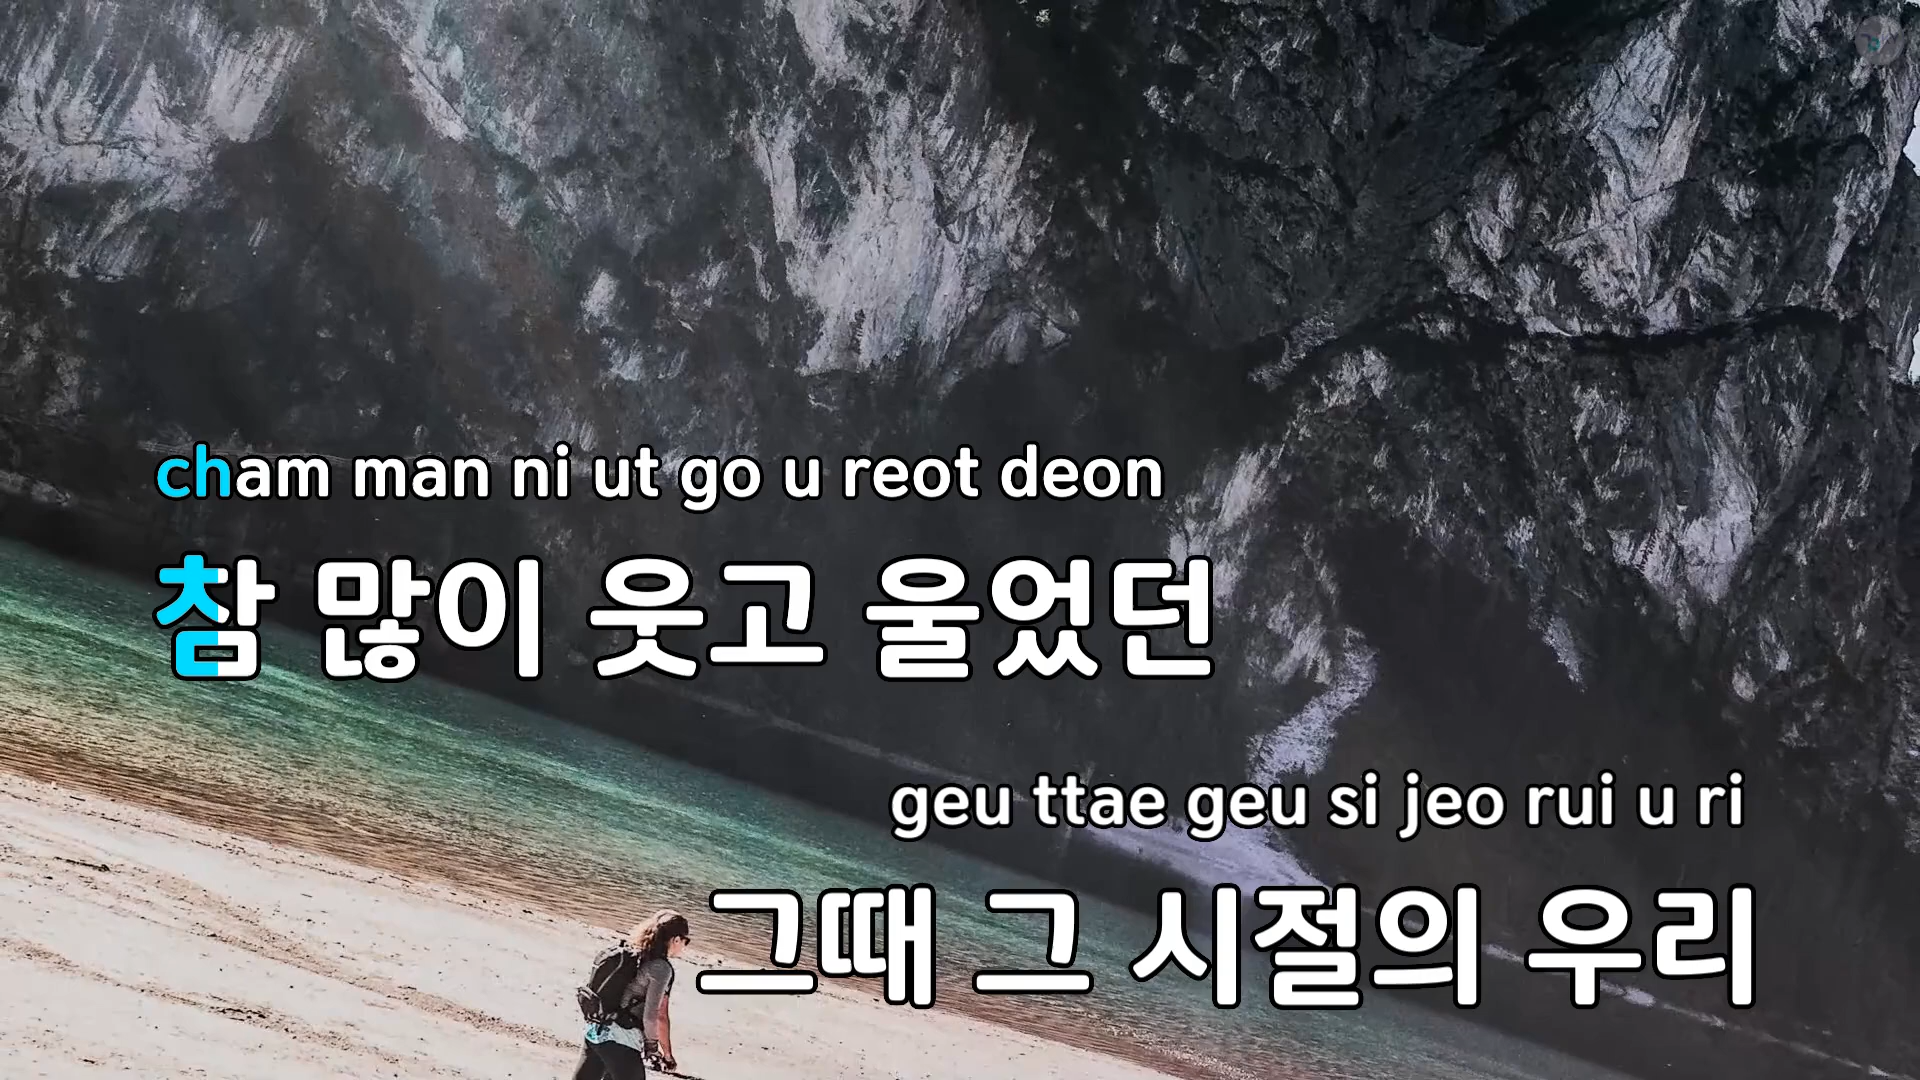 cham man ni ut go u reot deon
참 많이 웃고 울었던
geu ttae geu si jeo rui u ri
그때 그 시절의 우리